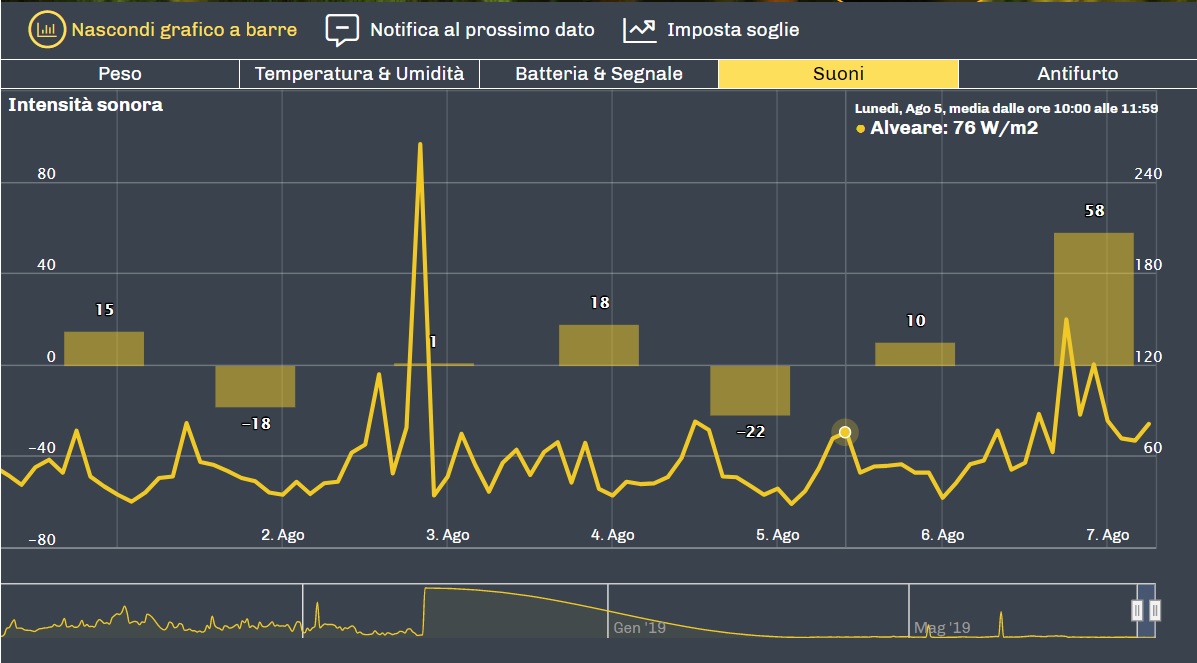 Nascondi grafico a barre
Notifica al prossimo dato
Imposta soglie
Peso
Temperatura & Umidità
Batteria & Segnale
Suoni
Antifurto
Intensità sonora
Lunedì, Ago 5, media dalle ore 10:00 alle 11:59
Alveare: 76 W/m2
80
240
58
40
180
18
15
10
1
0
120
−18
−22
−40
60
−80
2. Ago
3. Ago
4. Ago
5. Ago
6. Ago
7. Ago
Gen '19
Mag '19